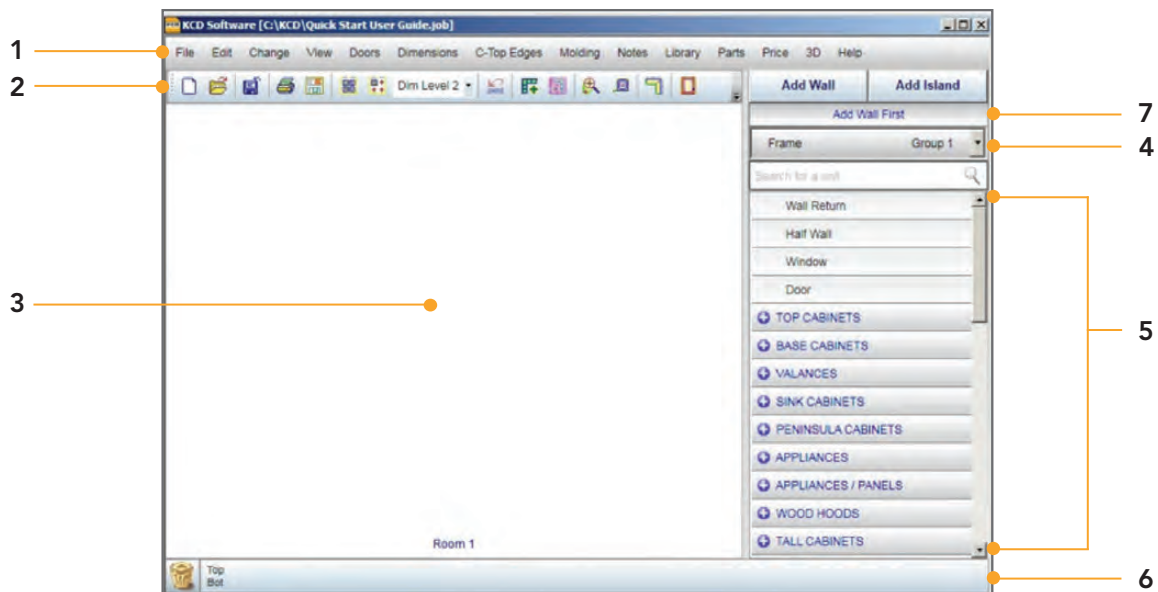 KCD Software [C:\KCD\Quick Start User Guide.job]
1
File Edit Change View Doors Dimensions C-Top Edges Molding Notes Library Parts Price 3D Help
2
Dim Level 2
Add Wall Add Island
Add Wall First
7
Frame Group 1
4
Search for a unit
Wall Return
Half Wall
Window
Door
3
TOP CABINETS
5
BASE CABINETS
VALANCES
SINK CABINETS
PENINSULA CABINETS
APPLIANCES
APPLIANCES / PANELS
WOOD HOODS
Room 1
TALL CABINETS
Top
Bot
6